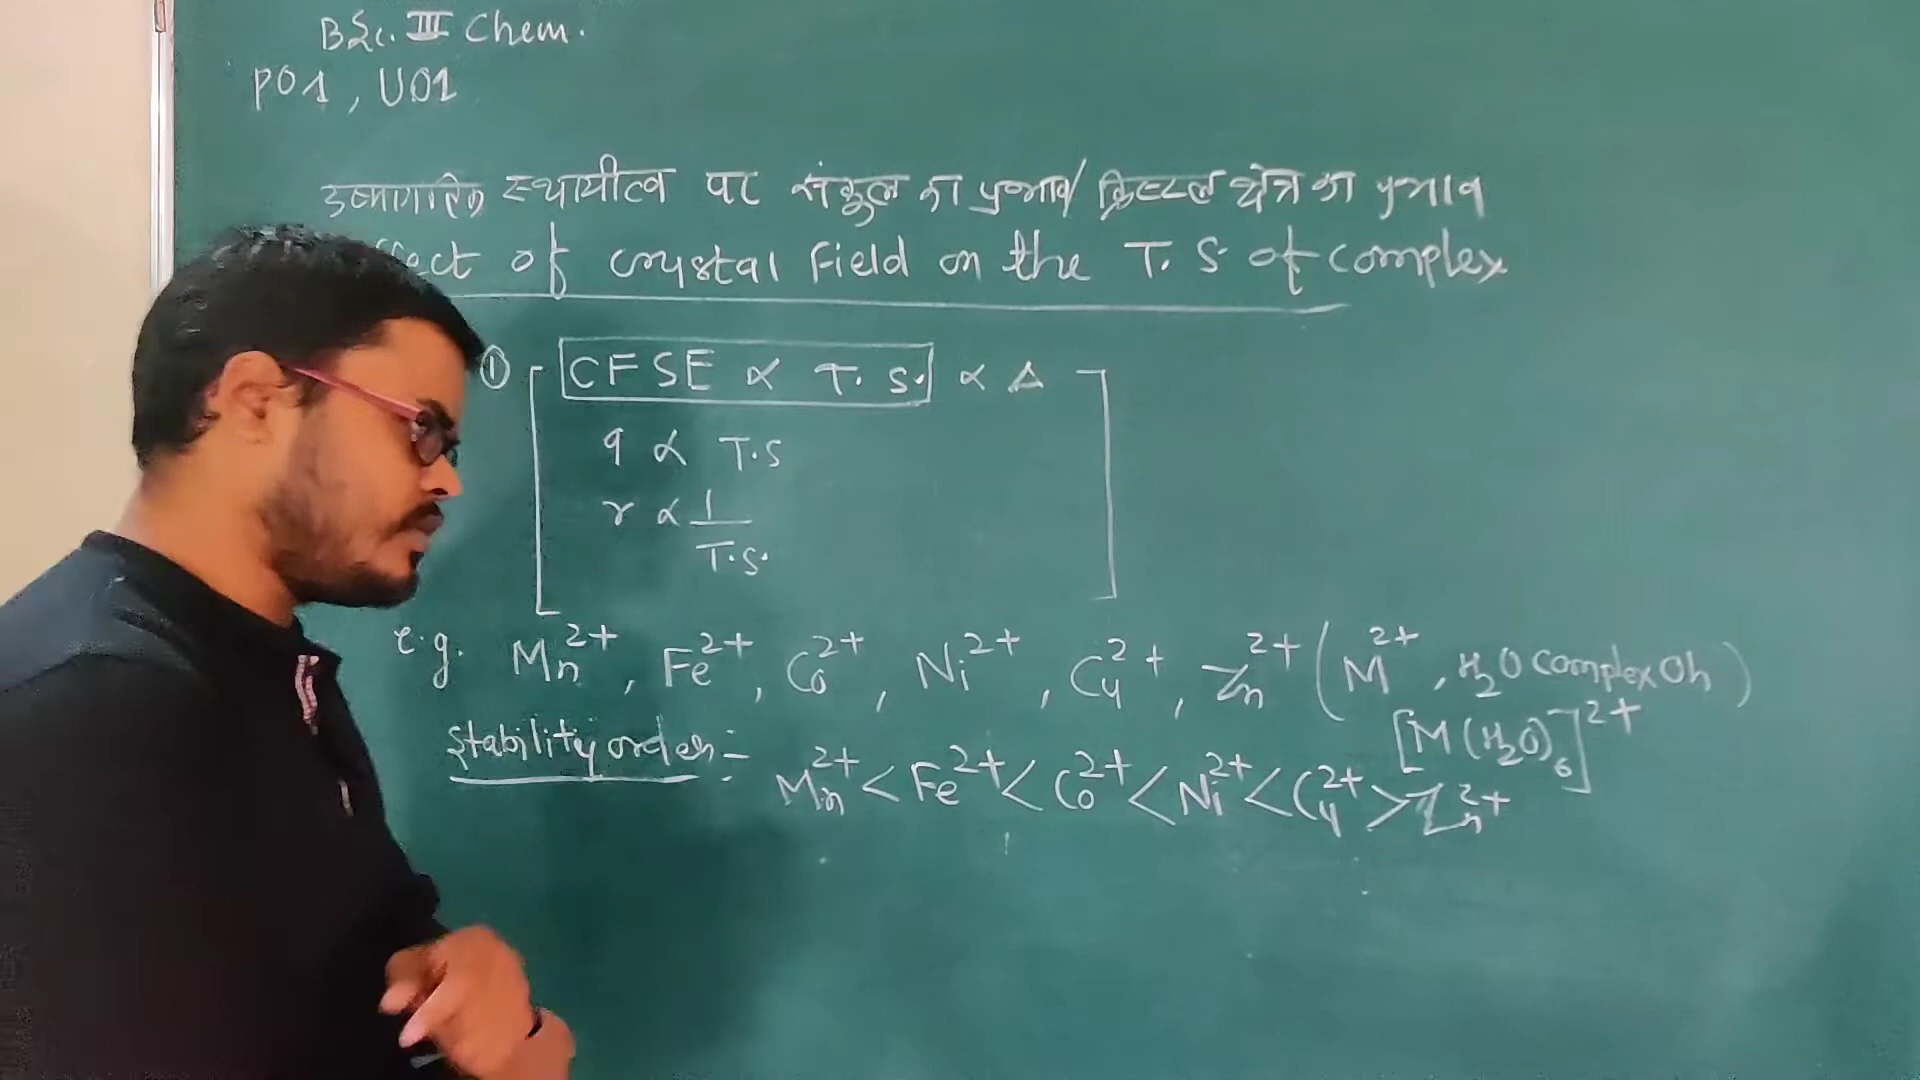 BSc. III Chem.
P01, U01
उष्मागतिक स्थायीत्व पर संकुल का प्रभाव/ क्रिस्टल क्षेत्र का प्रभाव
ffect of crystal Field on the T. S. of complex
① [CFSE ∝ T. S. ∝ Δ]
q ∝ T.S
r ∝ 1/T.S.
e.g. Mn²⁺, Fe²⁺, Co²⁺, Ni²⁺, Cu²⁺, Zn²⁺ (M²⁺, H₂O complex Oh)
[M(H₂O)₆]²⁺
Stability order:- Mn²⁺ < Fe²⁺ < Co²⁺ < Ni²⁺ < Cu²⁺ > Zn²⁺